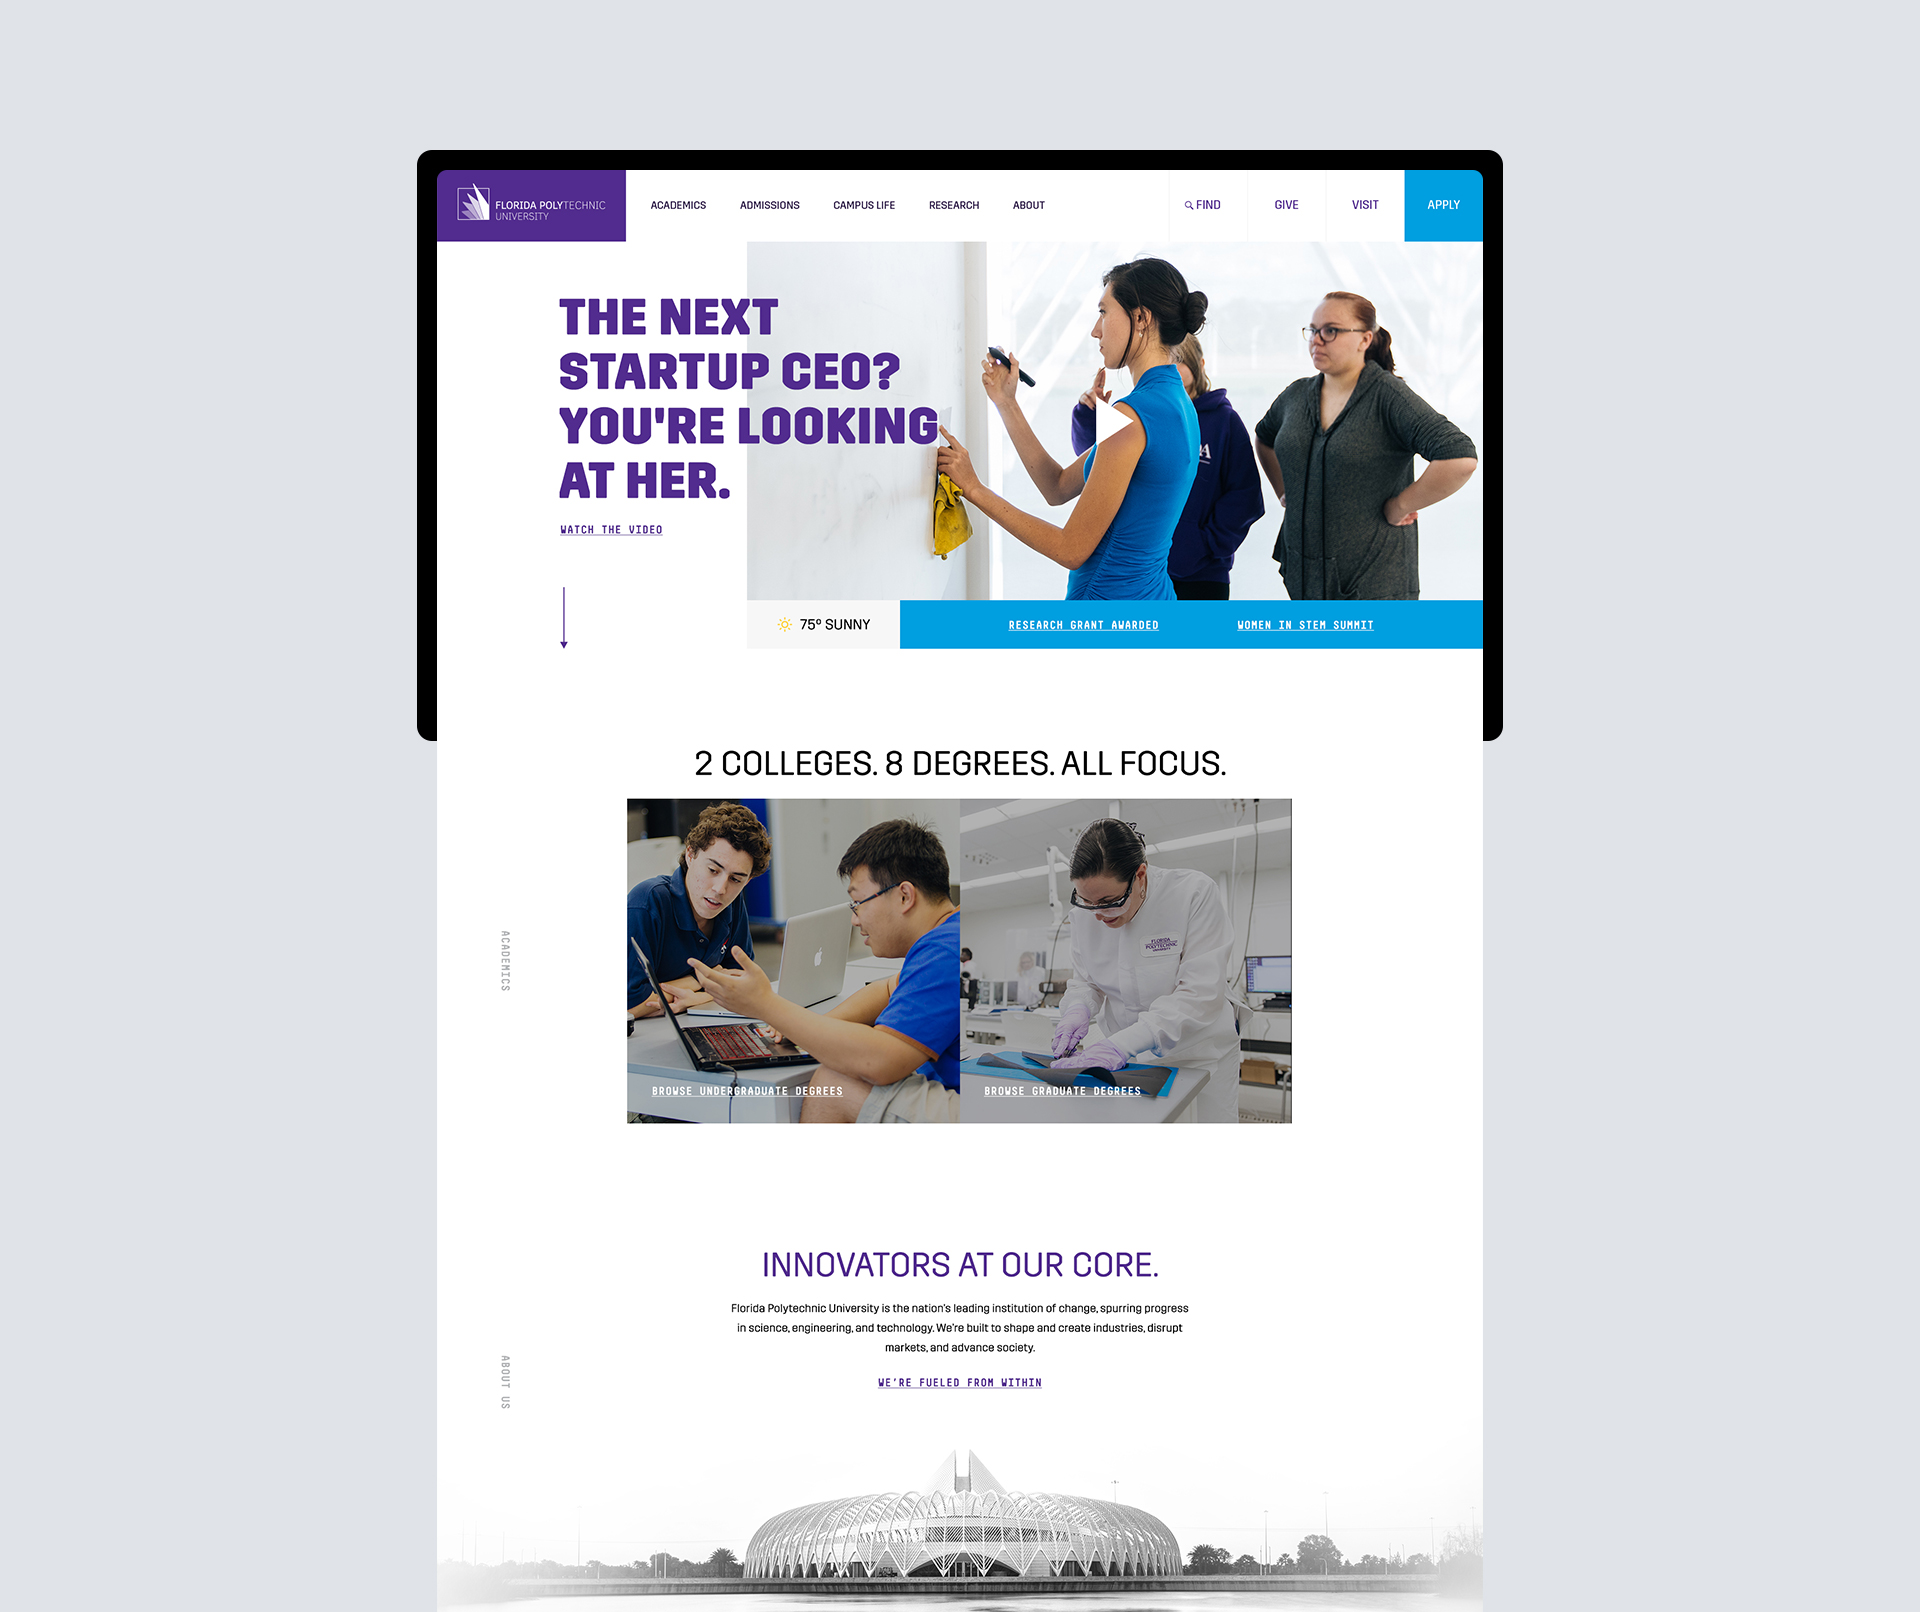 FLORIDA POLYTECHNIC
UNIVERSITY
ACADEMICS
ADMISSIONS
CAMPUS LIFE
RESEARCH
ABOUT
FIND
GIVE
VISIT
APPLY
THE NEXT
STARTUP CEO?
YOU'RE LOOKING
AT HER.
WATCH THE VIDEO
75º SUNNY
RESEARCH GRANT AWARDED
WOMEN IN STEM SUMMIT
2 COLLEGES. 8 DEGREES. ALL FOCUS.
ACADEMICS
FLORIDA
POLYTECHNIC
UNIVERSITY
BROWSE UNDERGRADUATE DEGREES
BROWSE GRADUATE DEGREES
INNOVATORS AT OUR CORE.
Florida Polytechnic University is the nation's leading institution of change, spurring progress
in science, engineering, and technology. We're built to shape and create industries, disrupt
markets, and advance society.
WE'RE FUELED FROM WITHIN
ABOUT US